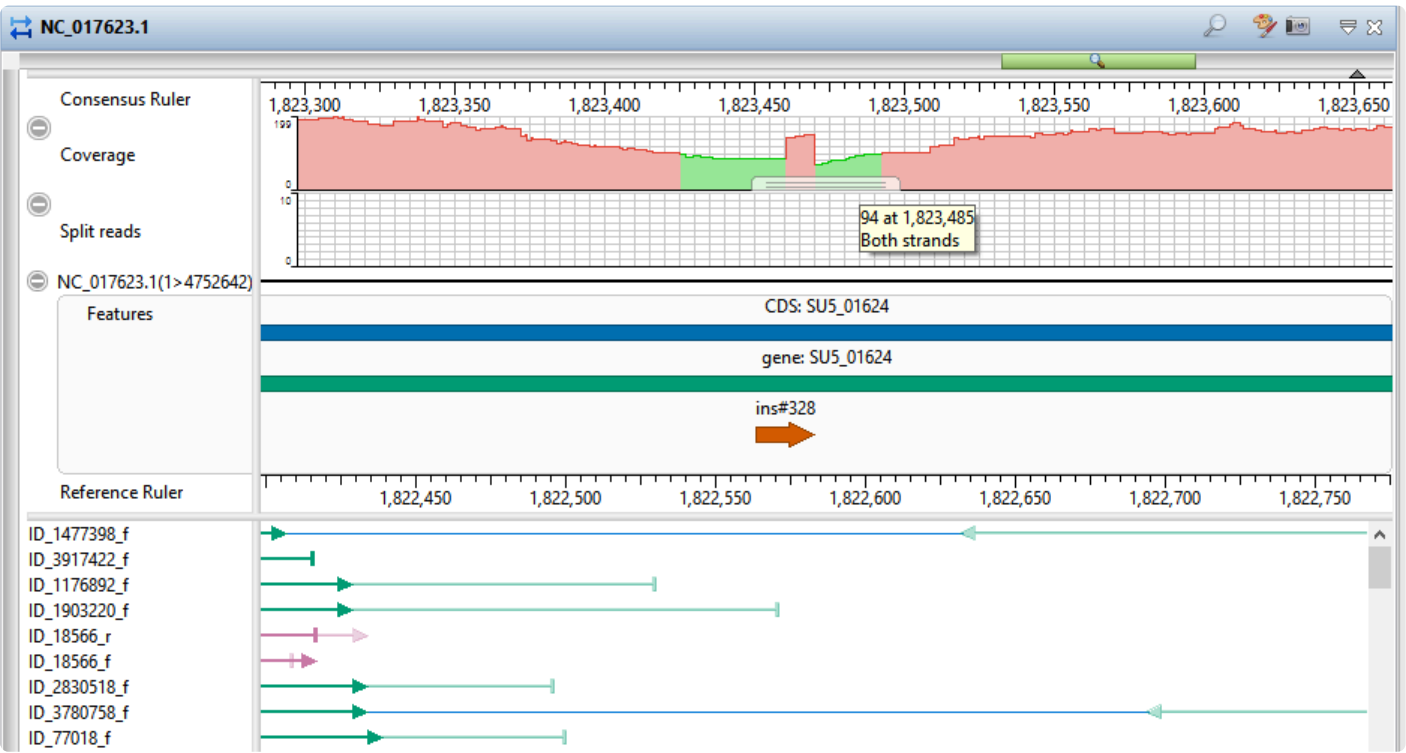 NC_017623.1
Consensus Ruler
1,823,300 1,823,350 1,823,400 1,823,450 1,823,500 1,823,550 1,823,600 1,823,650
199
Coverage
0
10
Split reads
94 at 1,823,485
Both strands
0
NC_017623.1(1>4752642)
Features
CDS: SU5_01624
gene: SU5_01624
ins#328
Reference Ruler
1,822,450 1,822,500 1,822,550 1,822,600 1,822,650 1,822,700 1,822,750
ID_1477398_f
ID_3917422_f
ID_1176892_f
ID_1903220_f
ID_18566_r
ID_18566_f
ID_2830518_f
ID_3780758_f
ID_77018_f